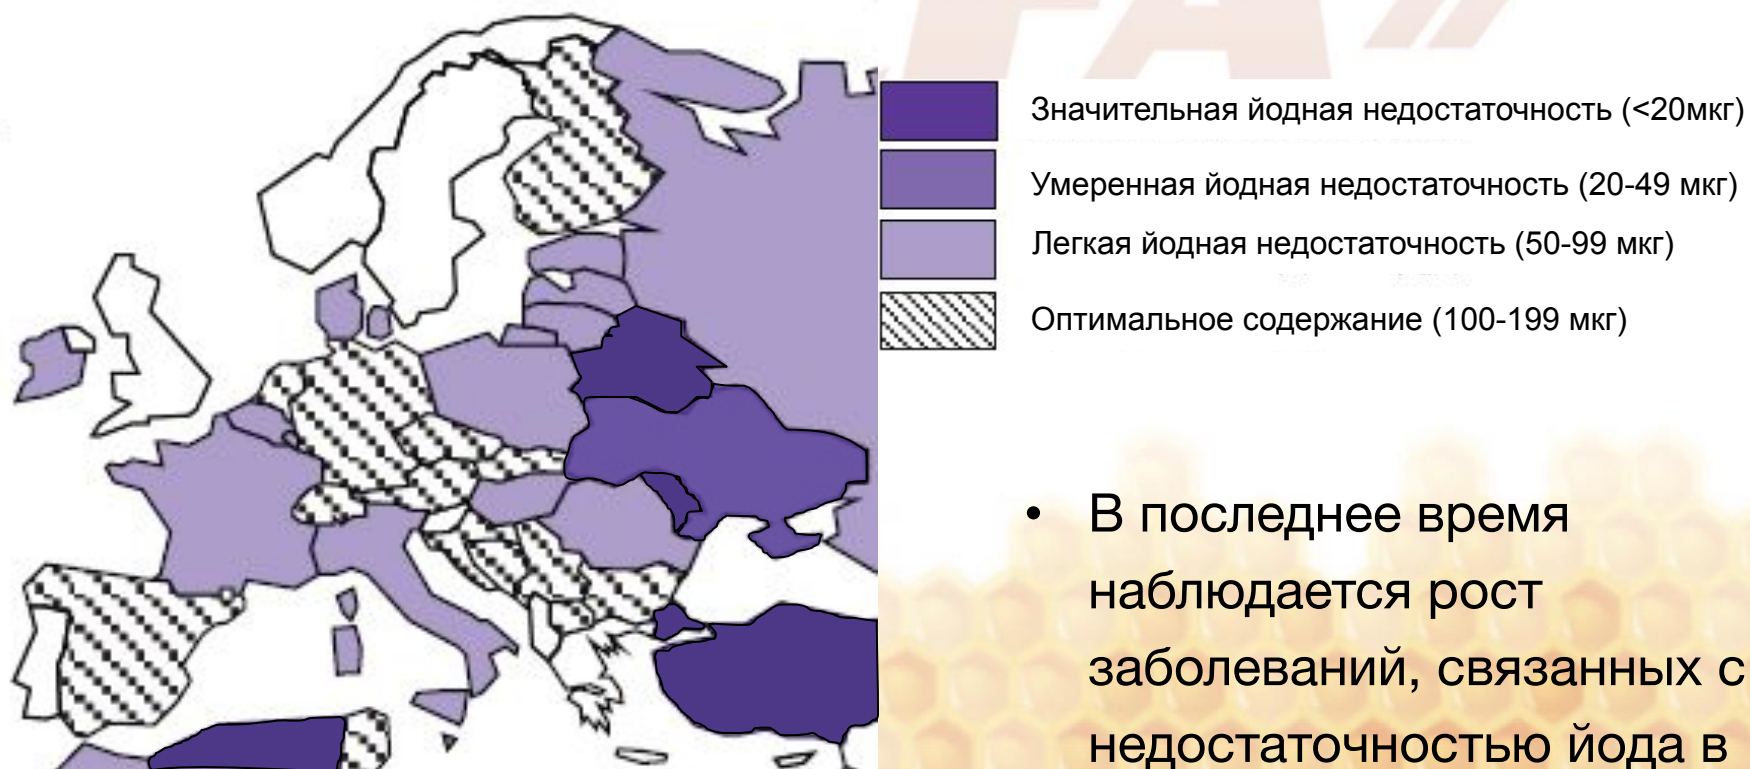 ГА”
Значительная йодная недостаточность (<20мкг)
Умеренная йодная недостаточность (20-49 мкг)
Легкая йодная недостаточность (50-99 мкг)
Оптимальное содержание (100-199 мкг)
• В последнее время
наблюдается рост
заболеваний, связанных с
недостаточностью йода в